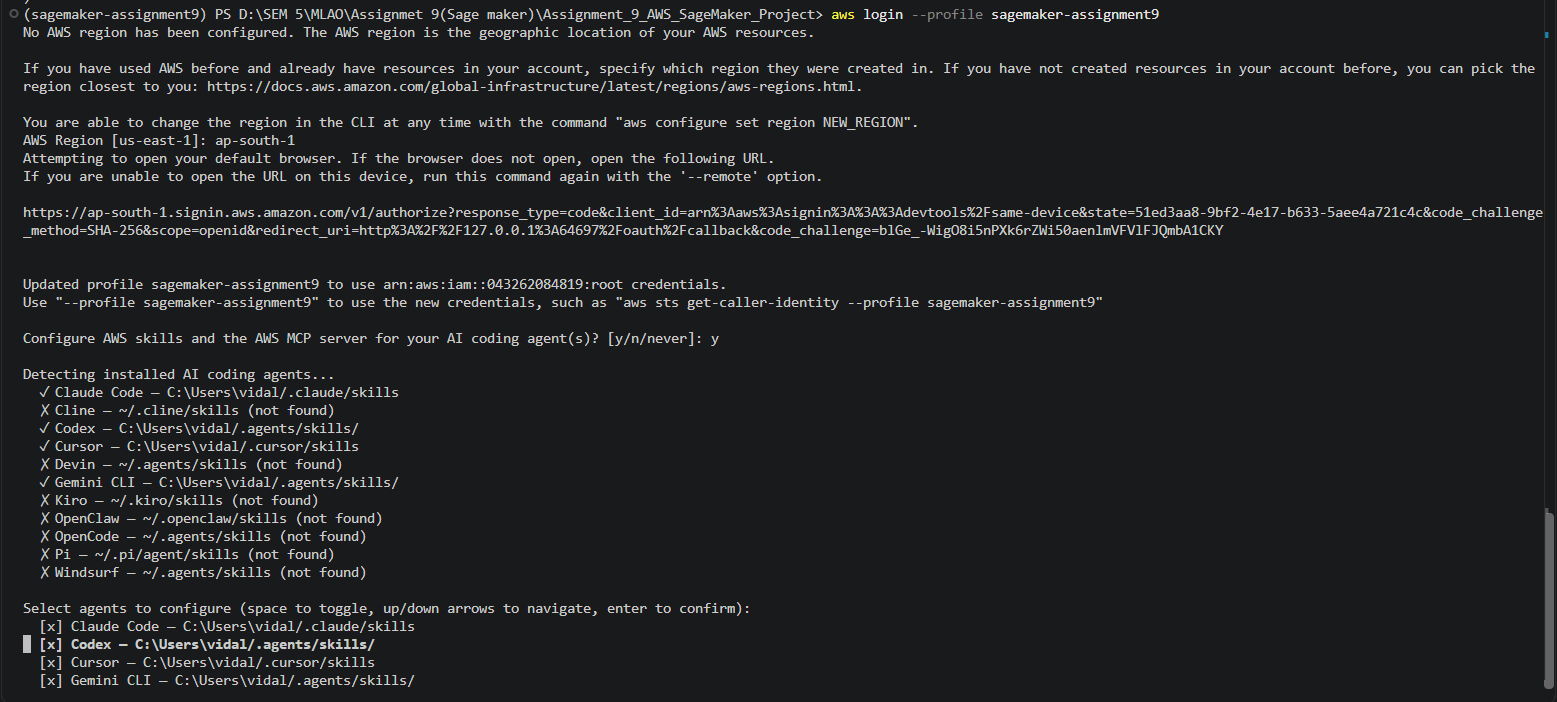 (sagemaker-assignment9) PS D:\SEM 5\MLAO\Assignmet 9(Sage maker)\Assignment_9_AWS_SageMaker_Project> aws login --profile sagemaker-assignment9
No AWS region has been configured. The AWS region is the geographic location of your AWS resources.
If you have used AWS before and already have resources in your account, specify which region they were created in. If you have not created resources in your account before, you can pick the
region closest to you: https://docs.aws.amazon.com/global-infrastructure/latest/regions/aws-regions.html.
You are able to change the region in the CLI at any time with the command "aws configure set region NEW_REGION".
AWS Region [us-east-1]: ap-south-1
Attempting to open your default browser. If the browser does not open, open the following URL.
If you are unable to open the URL on this device, run this command again with the '--remote' option.
https://ap-south-1.signin.aws.amazon.com/v1/authorize?response_type=code&client_id=arn%3Aaws%3Asignin%3A%3A%3Adevtools%2Fsame-device&state=51ed3aa8-9bf2-4e17-b633-5aee4a721c4c&code_challenge
_method=SHA-256&scope=openid&redirect_uri=http%3A%2F%2F127.0.0.1%3A64697%2Foauth%2Fcallback&code_challenge=blGe_-WigO8i5nPXk6rZWi50aenlmVFVlFJQmbA1CKY
Updated profile sagemaker-assignment9 to use arn:aws:iam::043262084819:root credentials.
Use "--profile sagemaker-assignment9" to use the new credentials, such as "aws sts get-caller-identity --profile sagemaker-assignment9"
Configure AWS skills and the AWS MCP server for your AI coding agent(s)? [y/n/never]: y
Detecting installed AI coding agents...
✓ Claude Code — C:\Users\vidal/.claude/skills
✗ Cline — ~/.cline/skills (not found)
✓ Codex — C:\Users\vidal/.agents/skills/
✓ Cursor — C:\Users\vidal/.cursor/skills
✗ Devin — ~/.agents/skills (not found)
✓ Gemini CLI — C:\Users\vidal/.agents/skills/
✗ Kiro — ~/.kiro/skills (not found)
✗ OpenClaw — ~/.openclaw/skills (not found)
✗ OpenCode — ~/.agents/skills (not found)
✗ Pi — ~/.pi/agent/skills (not found)
✗ Windsurf — ~/.agents/skills (not found)
Select agents to configure (space to toggle, up/down arrows to navigate, enter to confirm):
[x] Claude Code — C:\Users\vidal/.claude/skills
[x] Codex — C:\Users\vidal/.agents/skills/
[x] Cursor — C:\Users\vidal/.cursor/skills
[x] Gemini CLI — C:\Users\vidal/.agents/skills/